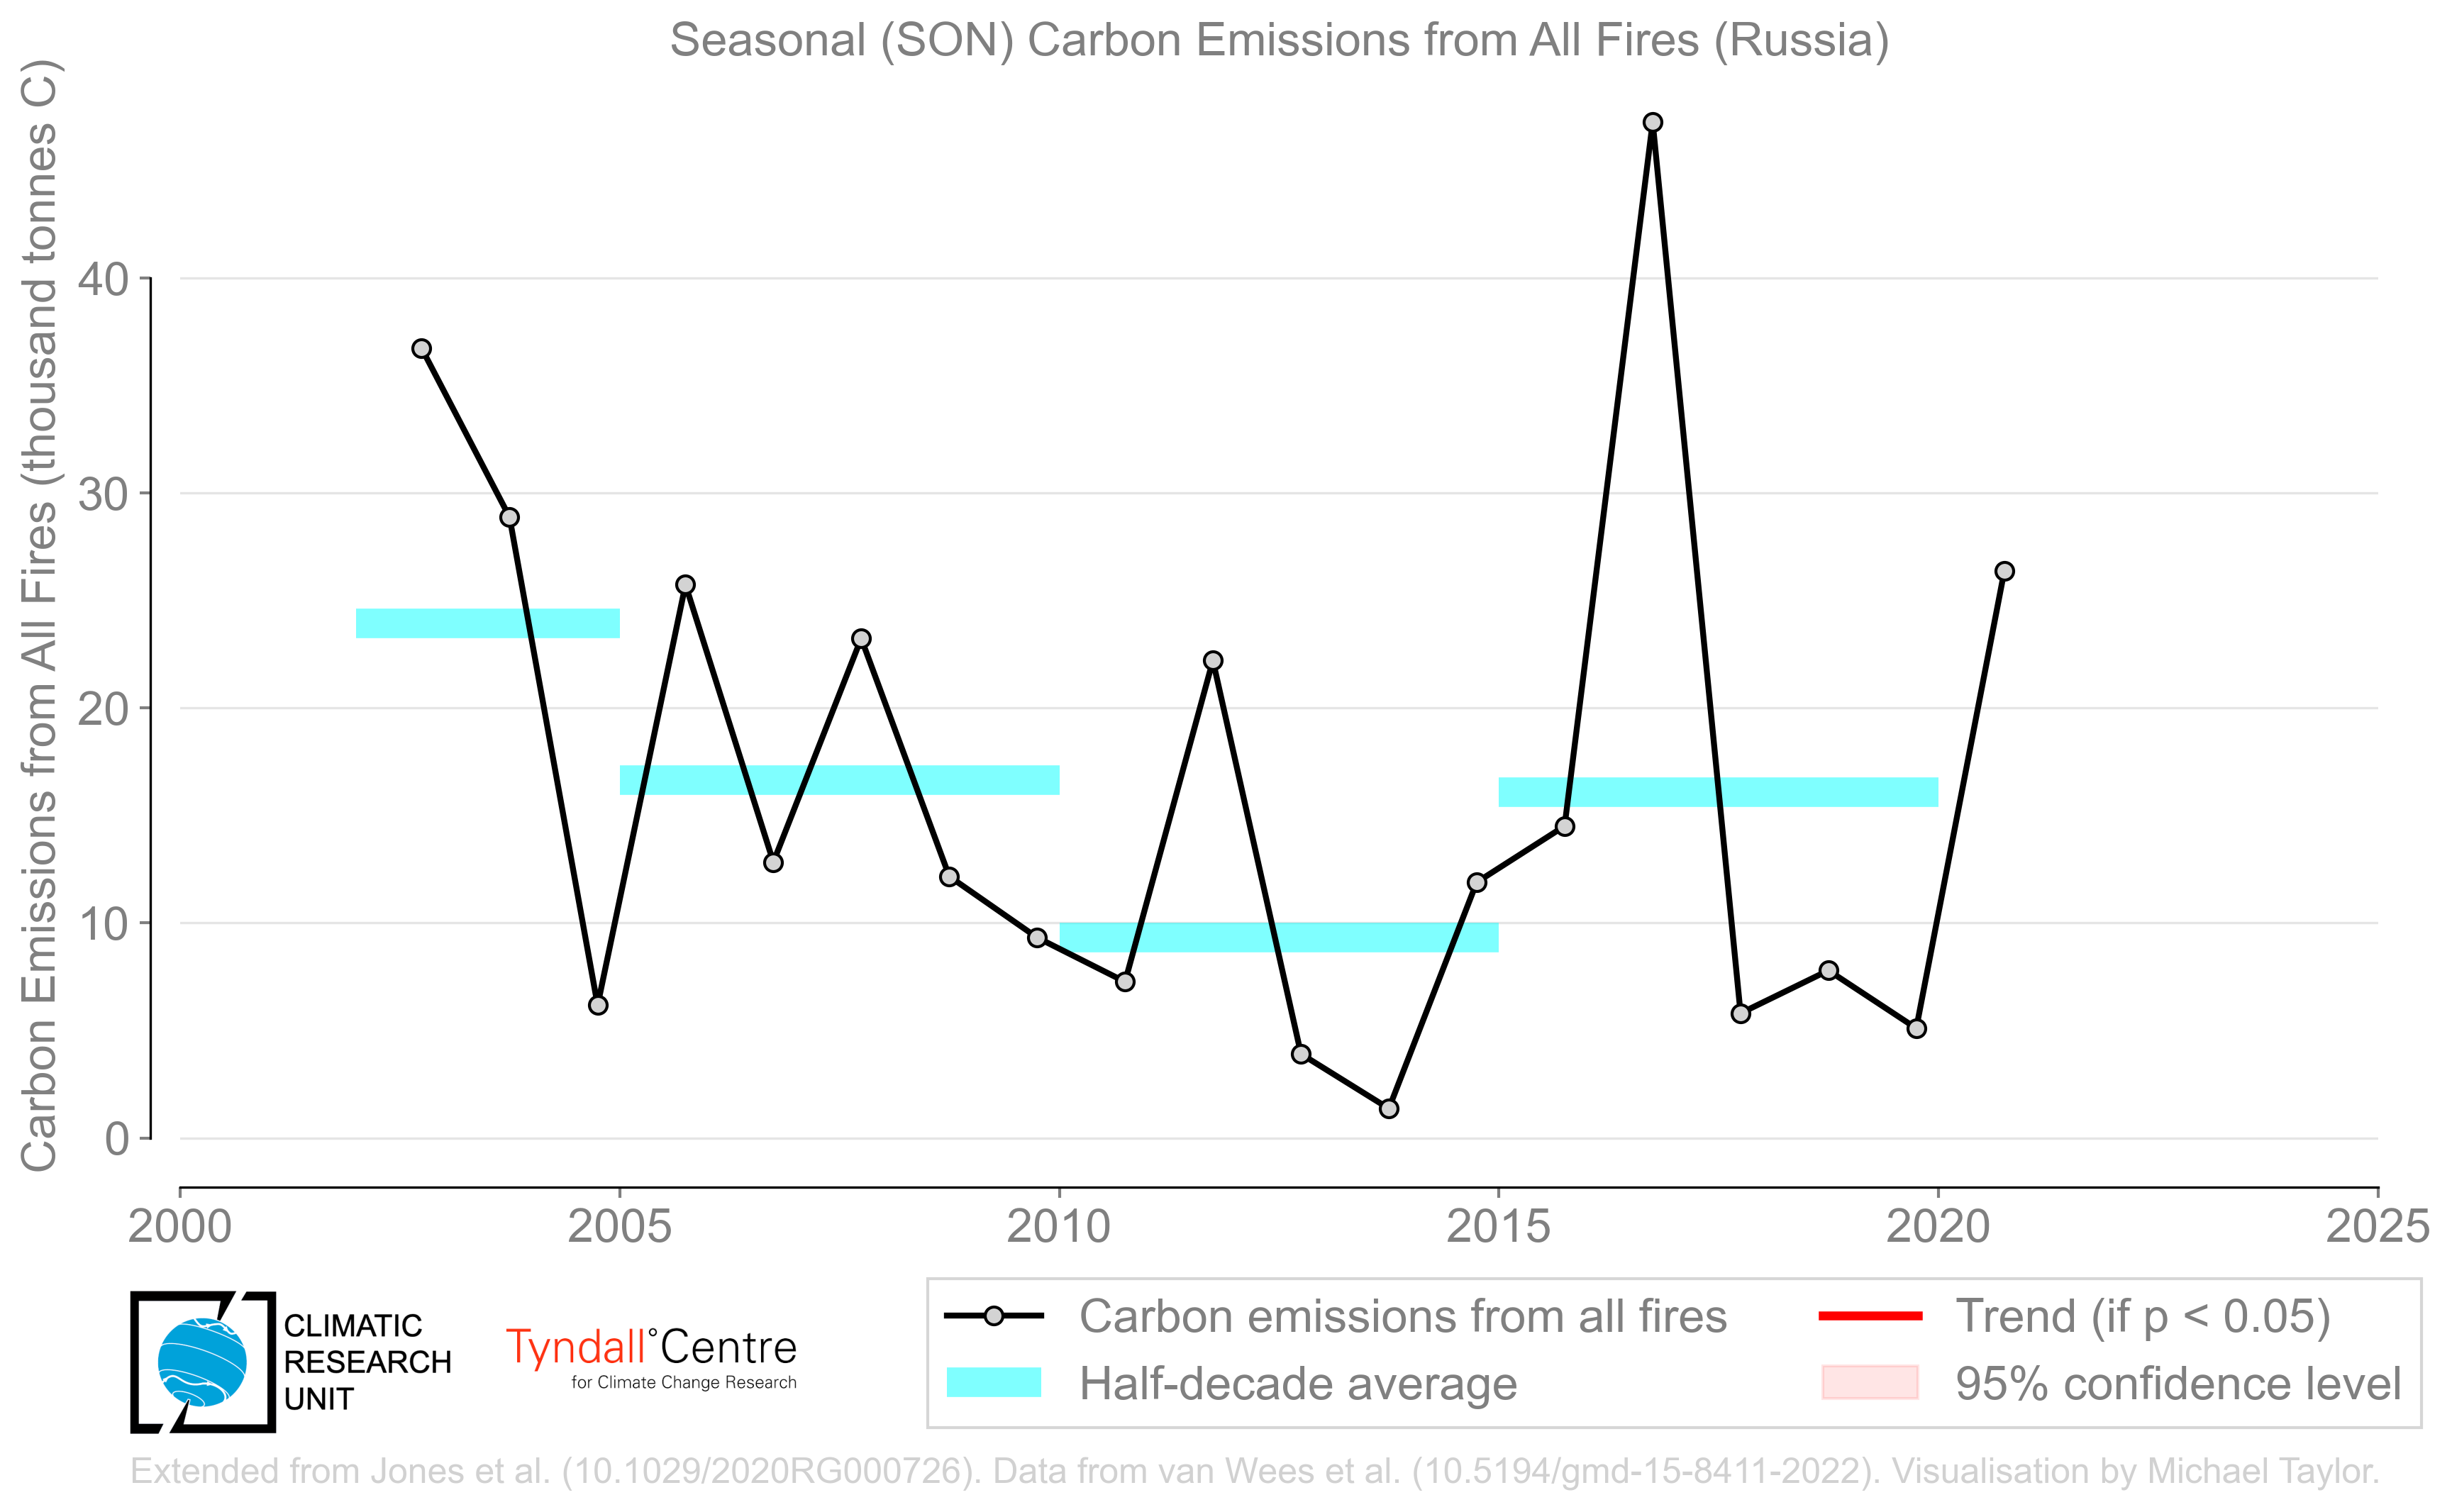 Seasonal (SON) Carbon Emissions from All Fires (Russia)
Carbon Emissions from All Fires (thousand tonnes C)
40
30
20
10
0
2000
2005
2010
2015
2020
2025
CLIMATIC
RESEARCH
UNIT
Tyndall°Centre
for Climate Change Research
Carbon emissions from all fires
Half-decade average
Trend (if p < 0.05)
95% confidence level
Extended from Jones et al. (10.1029/2020RG000726). Data from van Wees et al. (10.5194/gmd-15-8411-2022). Visualisation by Michael Taylor.